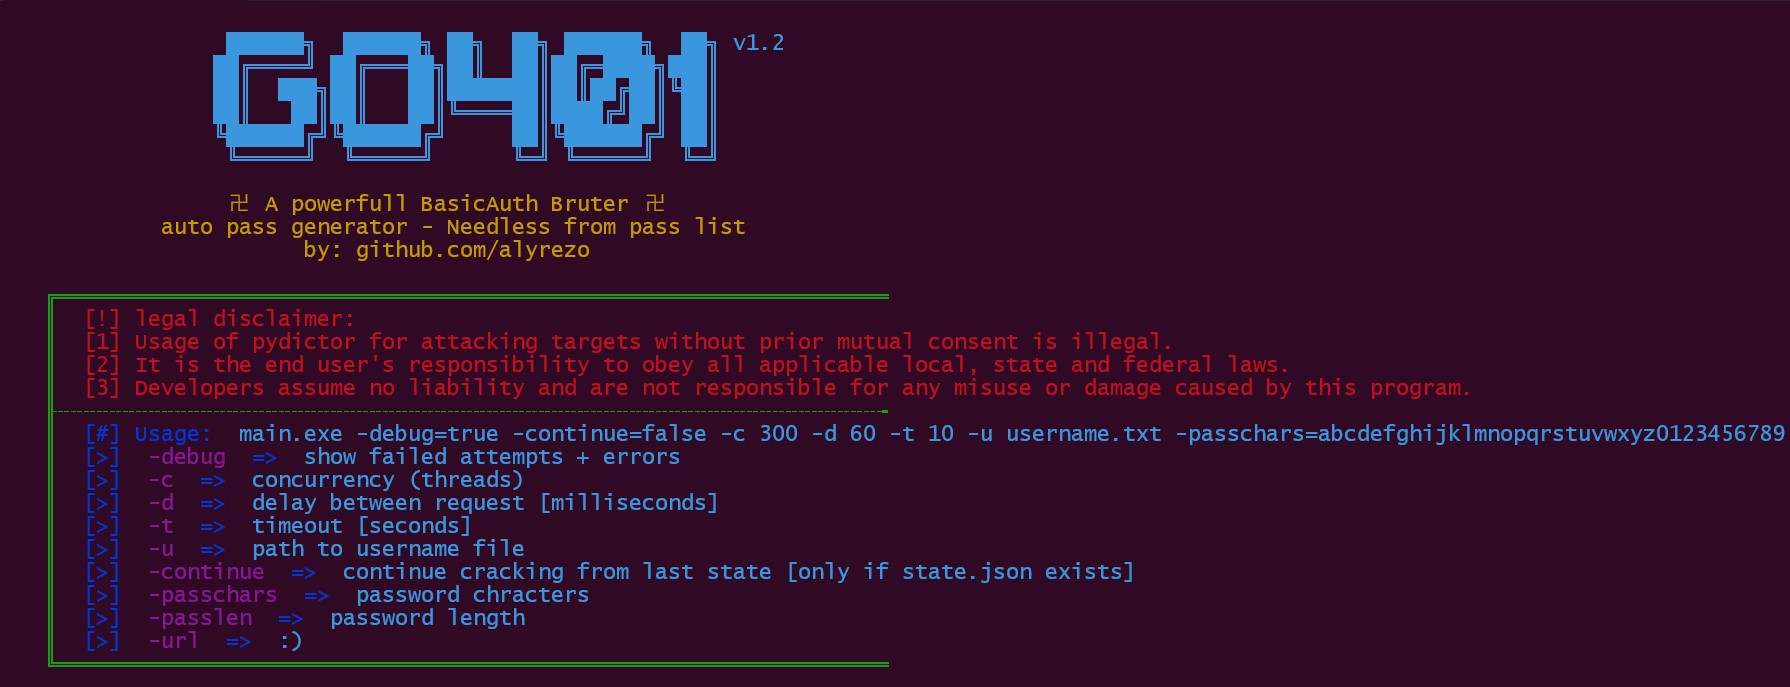 GO401 v1.2
卍 A powerfull BasicAuth Bruter 卍
auto pass generator - Needless from pass list
by: github.com/alyrezo
[!] legal disclaimer:
[1] Usage of pydictor for attacking targets without prior mutual consent is illegal.
[2] It is the end user's responsibility to obey all applicable local, state and federal laws.
[3] Developers assume no liability and are not responsible for any misuse or damage caused by this program.
[#] Usage: main.exe -debug=true -continue=false -c 300 -d 60 -t 10 -u username.txt -passchars=abcdefghijklmnopqrstuvwxyz0123456789
[>] -debug => show failed attempts + errors
[>] -c => concurrency (threads)
[>] -d => delay between request [milliseconds]
[>] -t => timeout [seconds]
[>] -u => path to username file
[>] -continue => continue cracking from last state [only if state.json exists]
[>] -passchars => password chracters
[>] -passlen => password length
[>] -url => :)